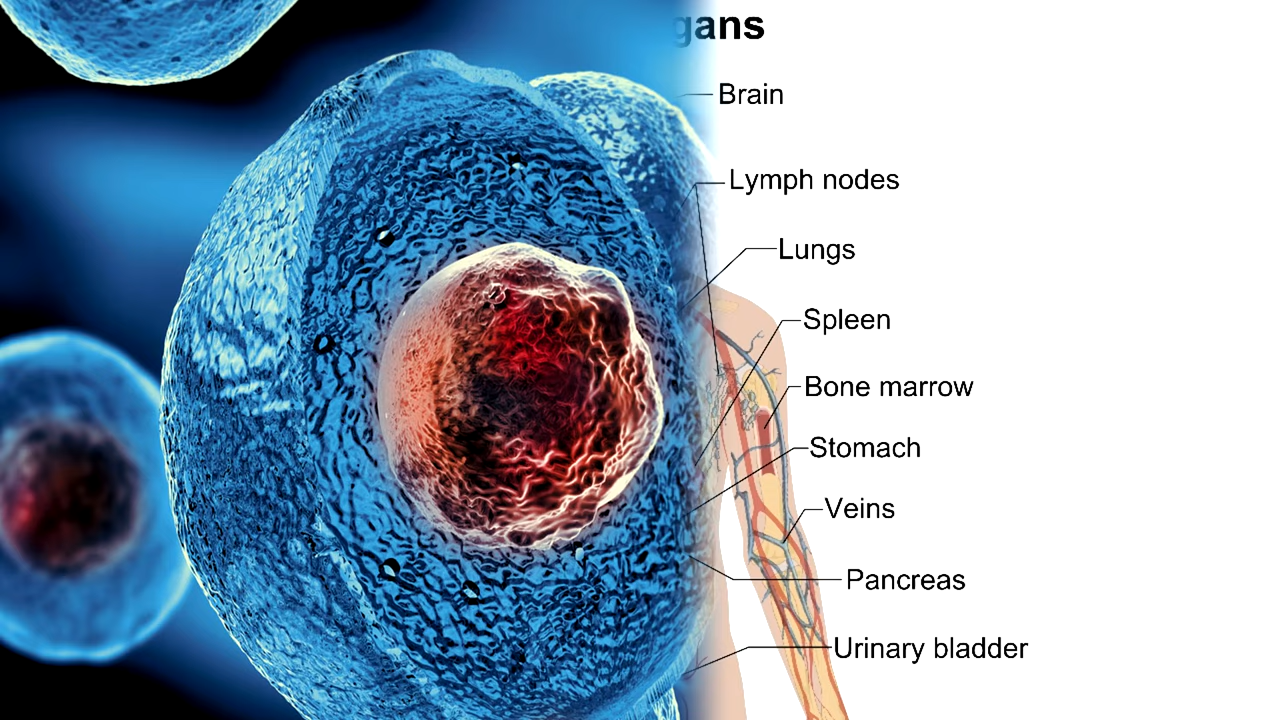 gans
Brain
Lymph nodes
Lungs
Spleen
Bone marrow
Stomach
Veins
Pancreas
Urinary bladder